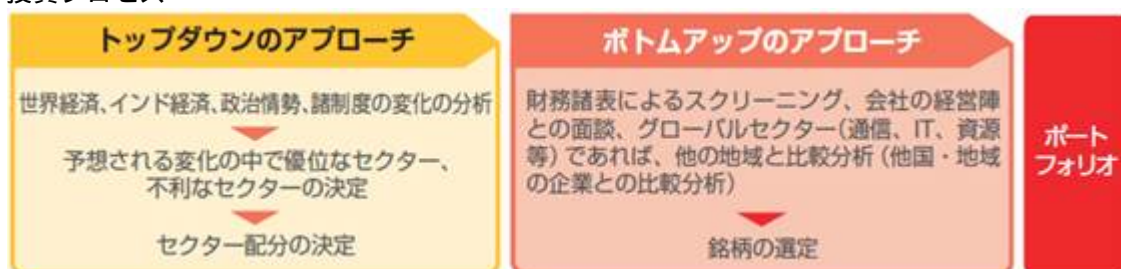 トップダウンのアプローチ
世界経済、インド経済、政治情勢、諸制度の変化の分析
予想される変化の中で優位なセクター、
不利なセクターの決定
セクター配分の決定
ボトムアップのアプローチ
財務諸表によるスクリーニング、会社の経営陣
との面談、グローバルセクター(通信、IT、資源
等)であれば、他の地域と比較分析(他国・地域
の企業との比較分析)
銘柄の選定
ポート
フォリオ